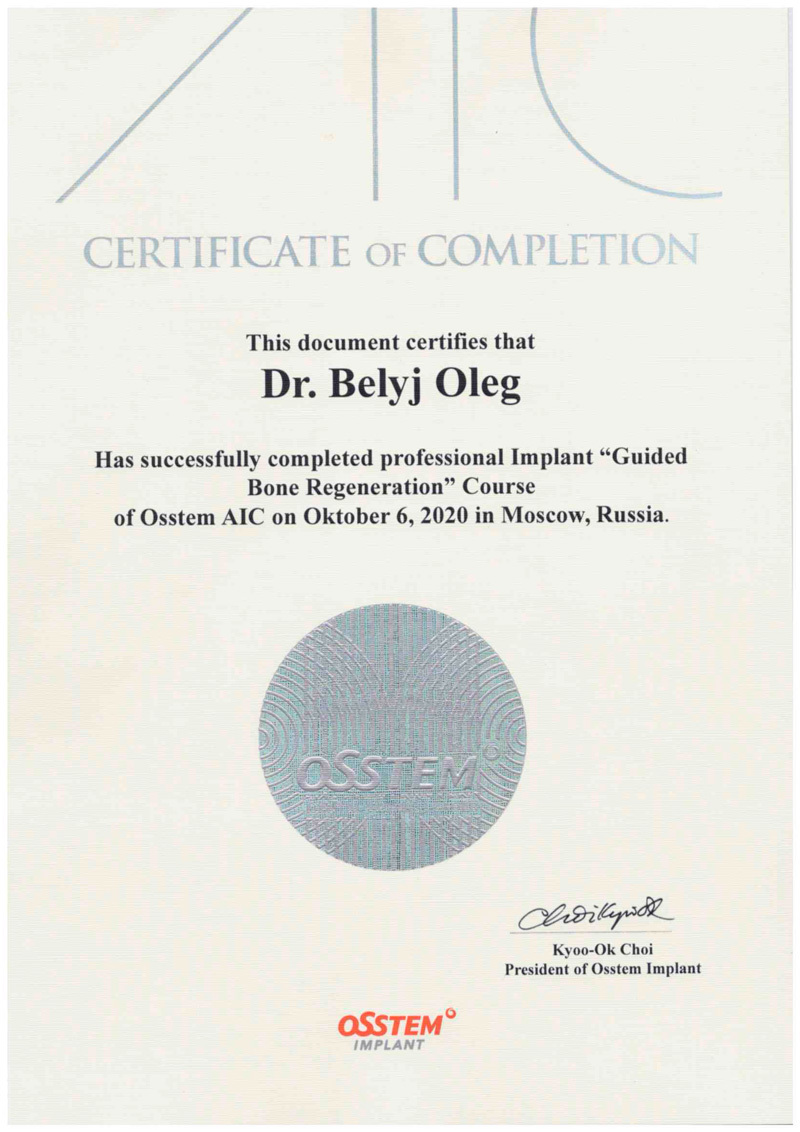 AIC
CERTIFICATE OF COMPLETION
This document certifies that
Dr. Belyj Oleg
Has successfully completed professional Implant “Guided
Bone Regeneration” Course
of Osstem AIC on Oktober 6, 2020 in Moscow, Russia.
OSSTEM
Kyoo-Ok Choi
President of Osstem Implant
OSSTEM
IMPLANT